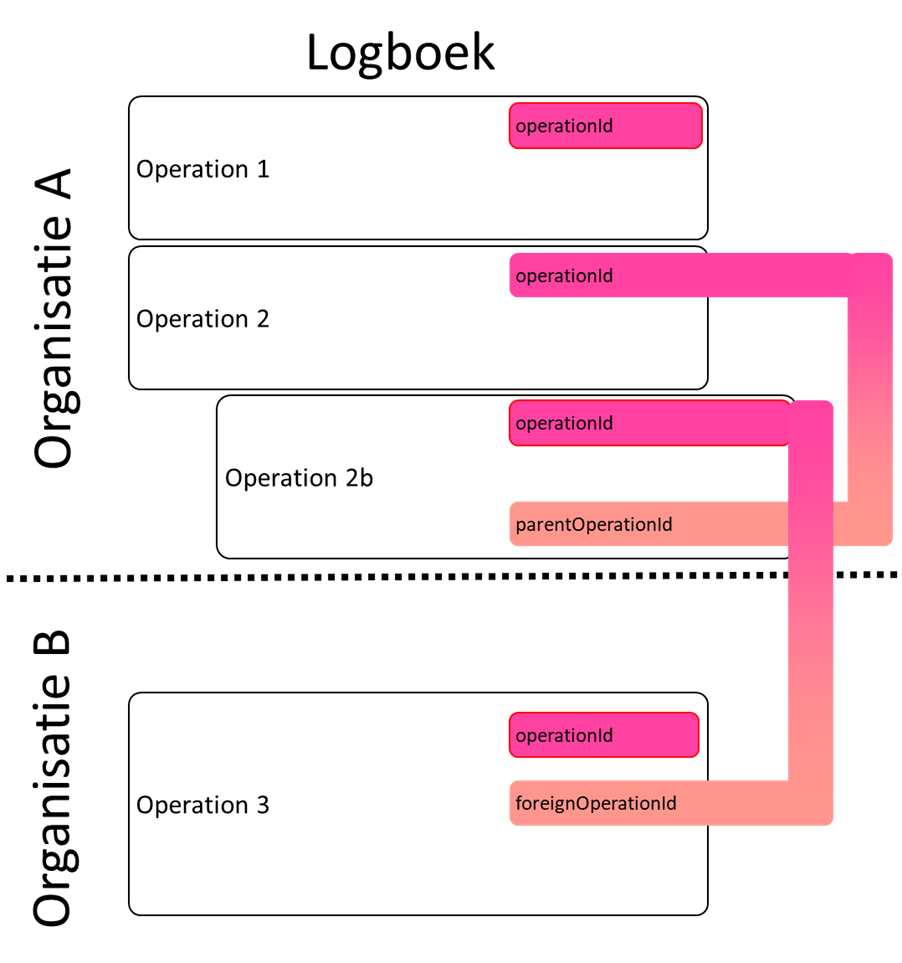 Logboek
Organisatie A
operationId
Operation 1
operationId
Operation 2
operationId
Operation 2b
parentOperationId
Organisatie B
operationId
Operation 3
foreignOperationId